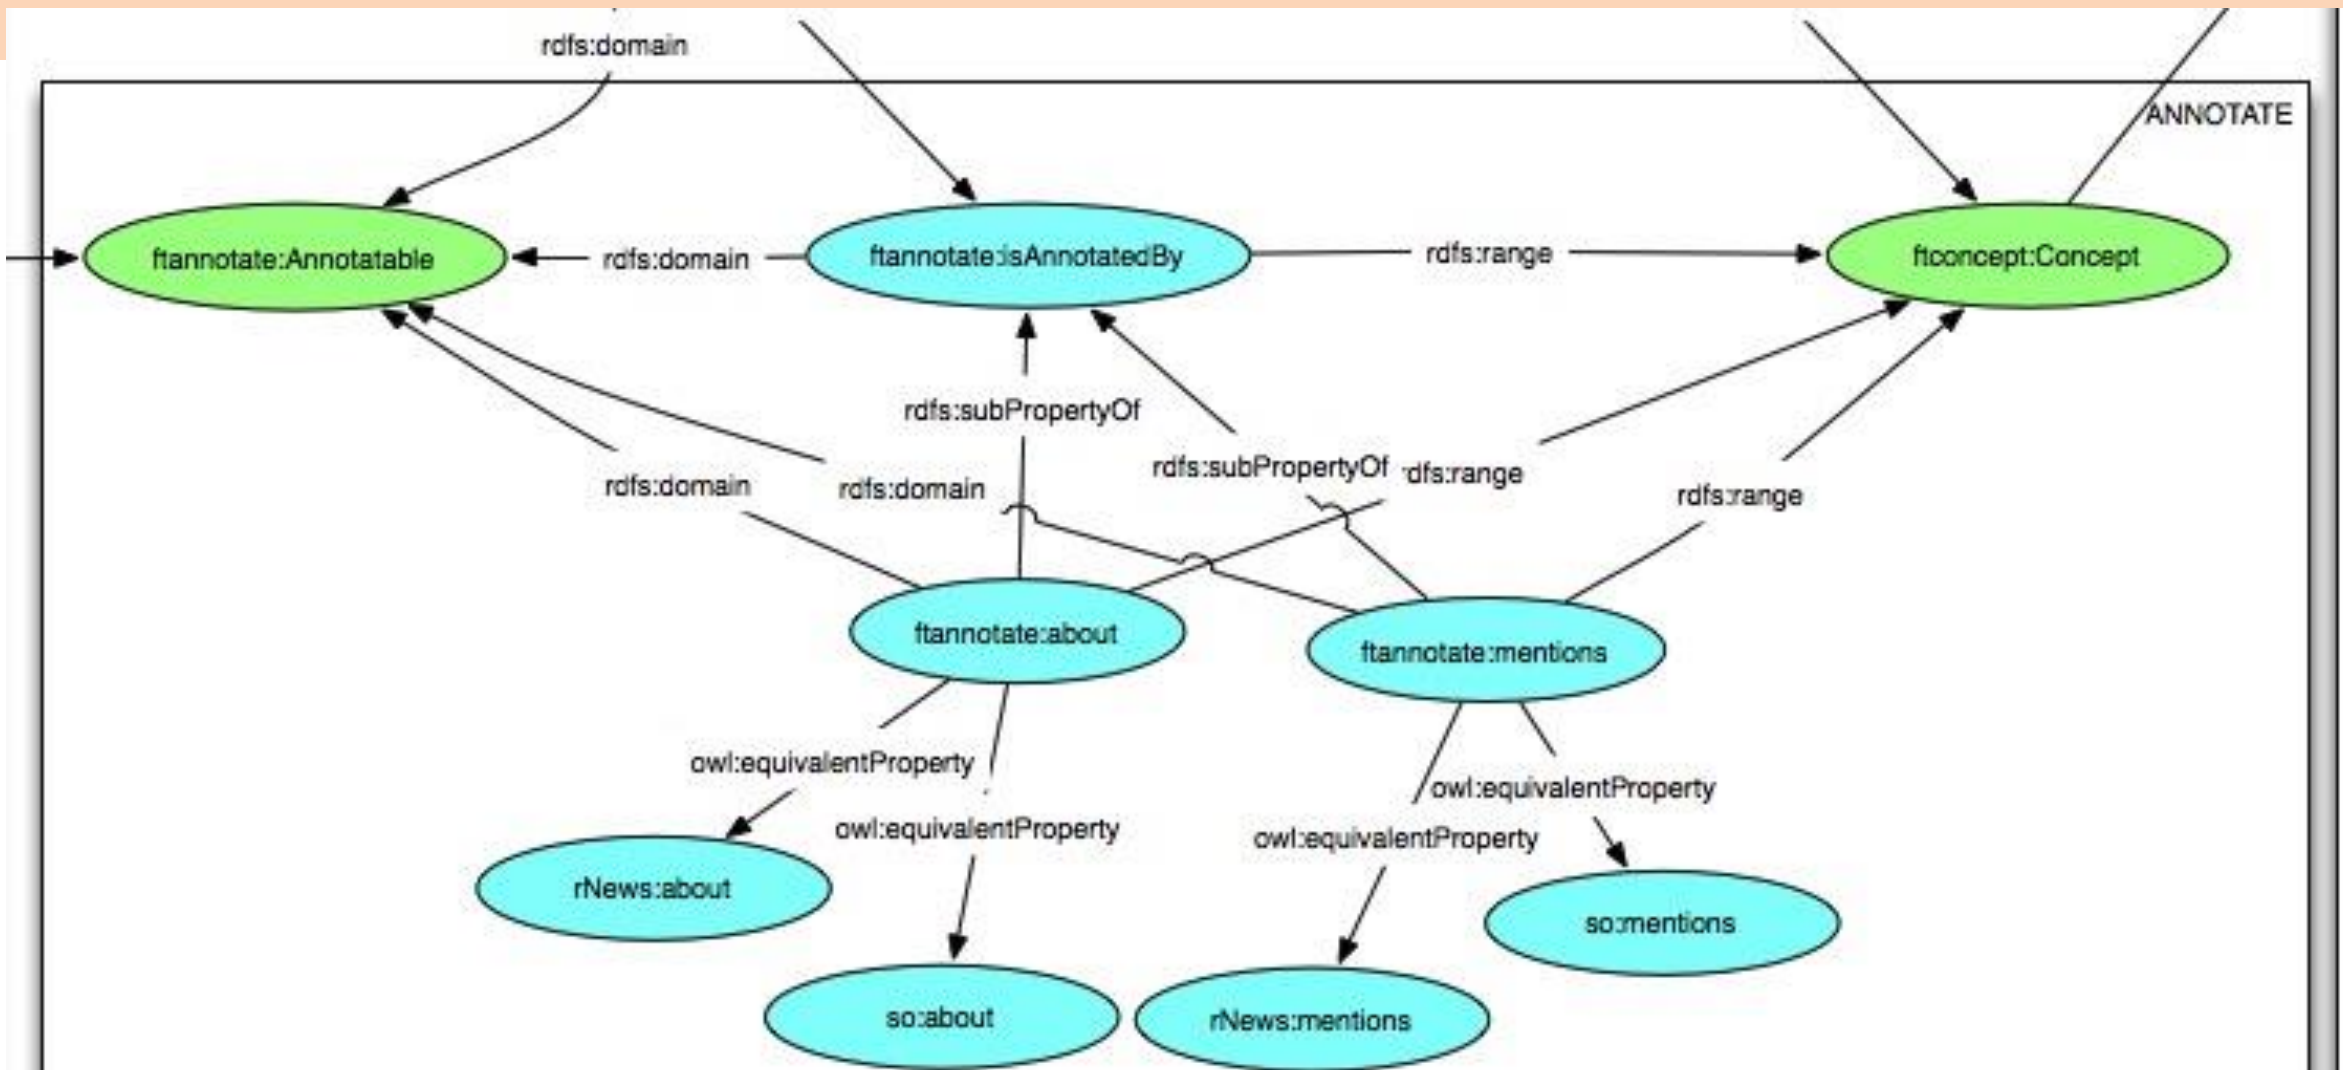 rdfs:domain
ANNOTATE
ftannotate:Annotatable
rdfs:domain
ftannotate:isAnnotatedBy
rdfs:range
ftconcept:Concept
rdfs:subPropertyOf
rdfs:subPropertyOf
dfs:range
rdfs:domain
rdfs:domain
rdfs:range
ftannotate:about
ftannotate:mentions
owl:equivalentProperty
owl:equivalentProperty
owl:equivalentProperty
owl:equivalentProperty
rNews:about
so:mentions
so:about
rNews:mentions